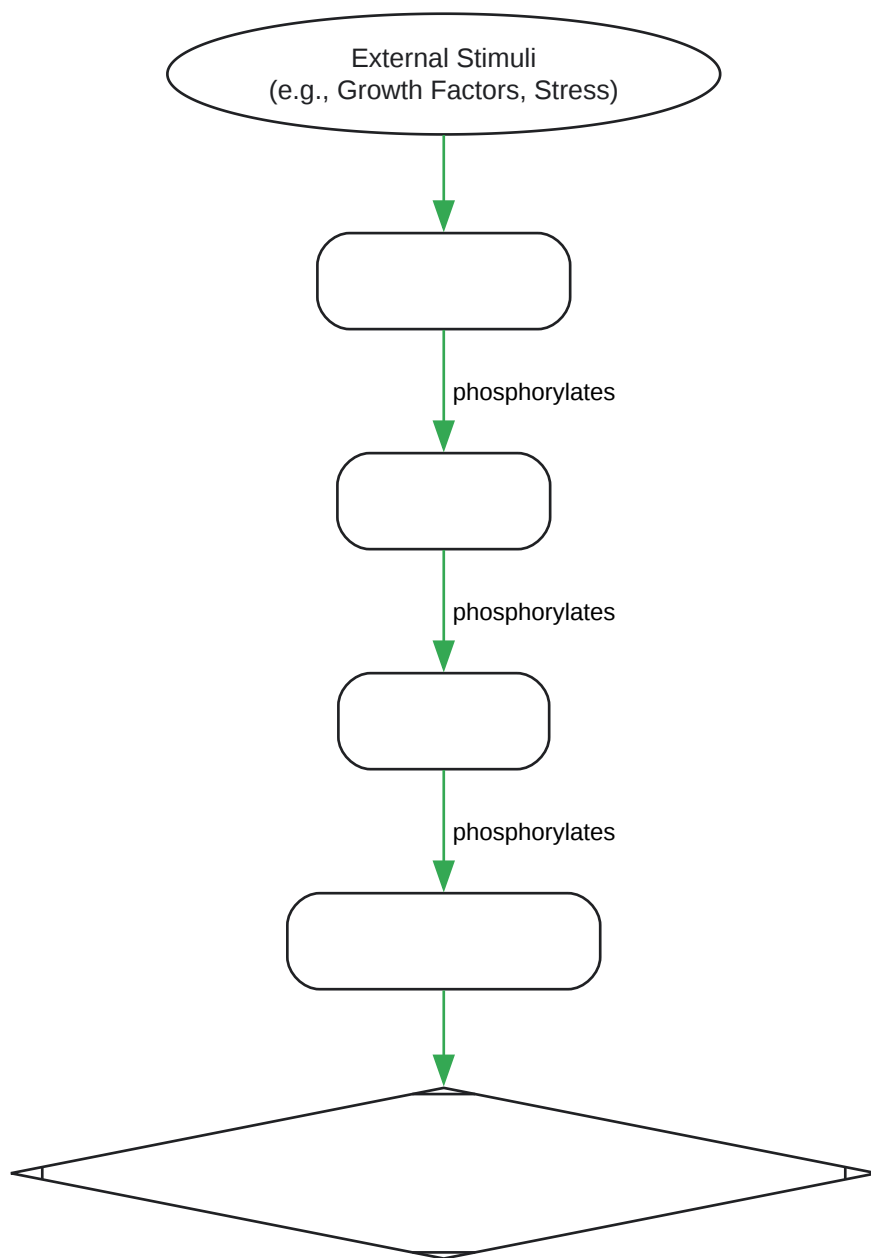 External Stimuli
(e.g., Growth Factors, Stress)
phosphorylates
phosphorylates
phosphorylates